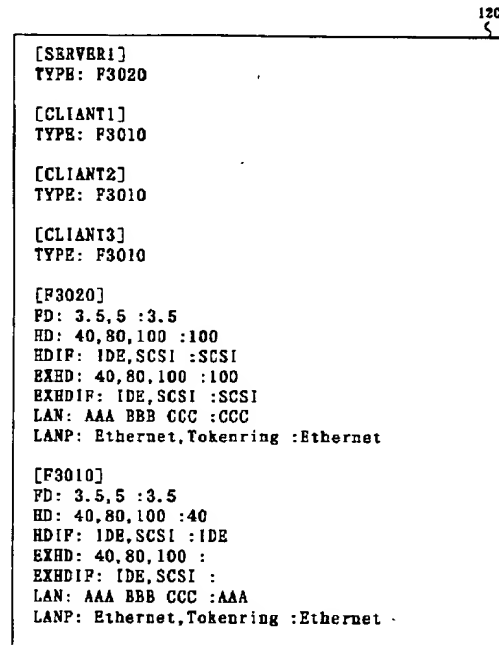 120
[SERVER1]
TYPE: F3020
[CLIANT1]
TYPE: F3010
[CLIANT2]
TYPE: F3010
[CLIANT3]
TYPE: F3010
[F3020]
FD: 3.5,5 :3.5
HD: 40,80,100 :100
HDIF: IDE,SCSI :SCSI
EXHD: 40,80,100 :100
EXHDIF: IDE,SCSI :SCSI
LAN: AAA BBB CCC :CCC
LANP: Ethernet,Tokenring :Ethernet
[F3010]
FD: 3.5,5 :3.5
HD: 40,80,100 :40
HDIF: IDE,SCSI :IDE
EXHD: 40,80,100 :
EXHDIF: IDE,SCSI :
LAN: AAA BBB CCC :AAA
LANP: Ethernet,Tokenring :Ethernet